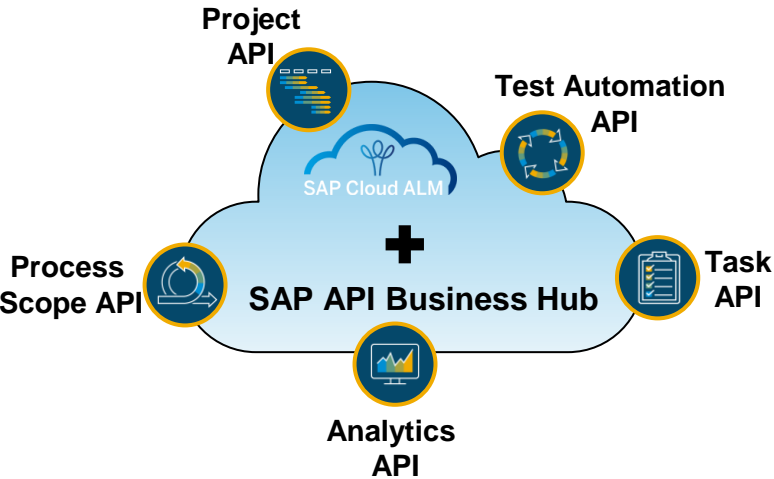 Project
API
Test Automation
API
SAP Cloud ALM
Process
Scope API
SAP API Business Hub
Task
API
Analytics
API